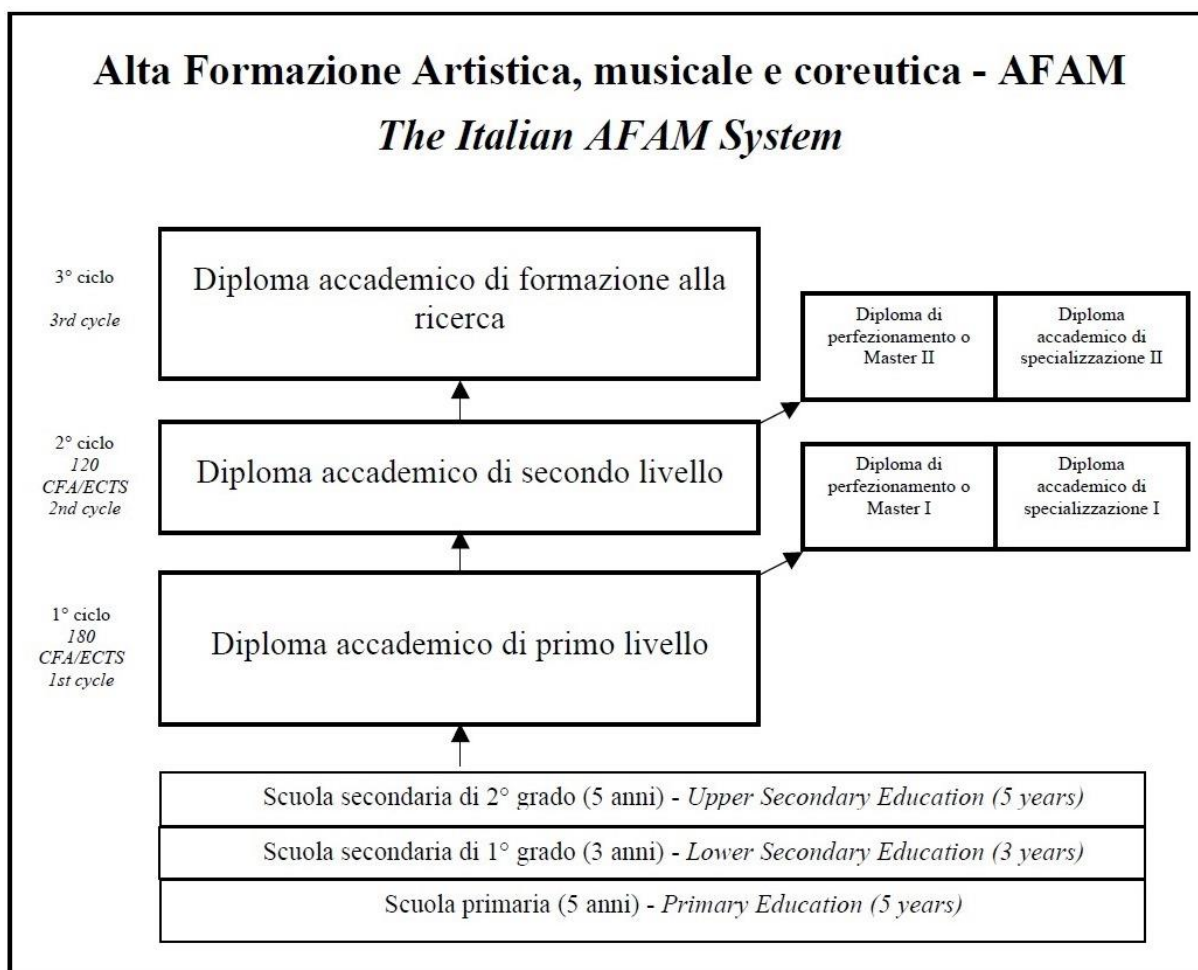 Alta Formazione Artistica, musicale e coreutica - AFAM
The Italian AFAM System
3° ciclo
3rd cycle
Diploma accademico di formazione alla
ricerca
Diploma di
perfezionamento o
Master II
Diploma
accademico di
specializzazione II
2° ciclo
120
CFA/ECTS
2nd cycle
Diploma accademico di secondo livello
Diploma di
perfezionamento o
Master I
Diploma
accademico di
specializzazione I
1° ciclo
180
CFA/ECTS
1st cycle
Diploma accademico di primo livello
Scuola secondaria di 2° grado (5 anni) - Upper Secondary Education (5 years)
Scuola secondaria di 1° grado (3 anni) - Lower Secondary Education (3 years)
Scuola primaria (5 anni) - Primary Education (5 years)